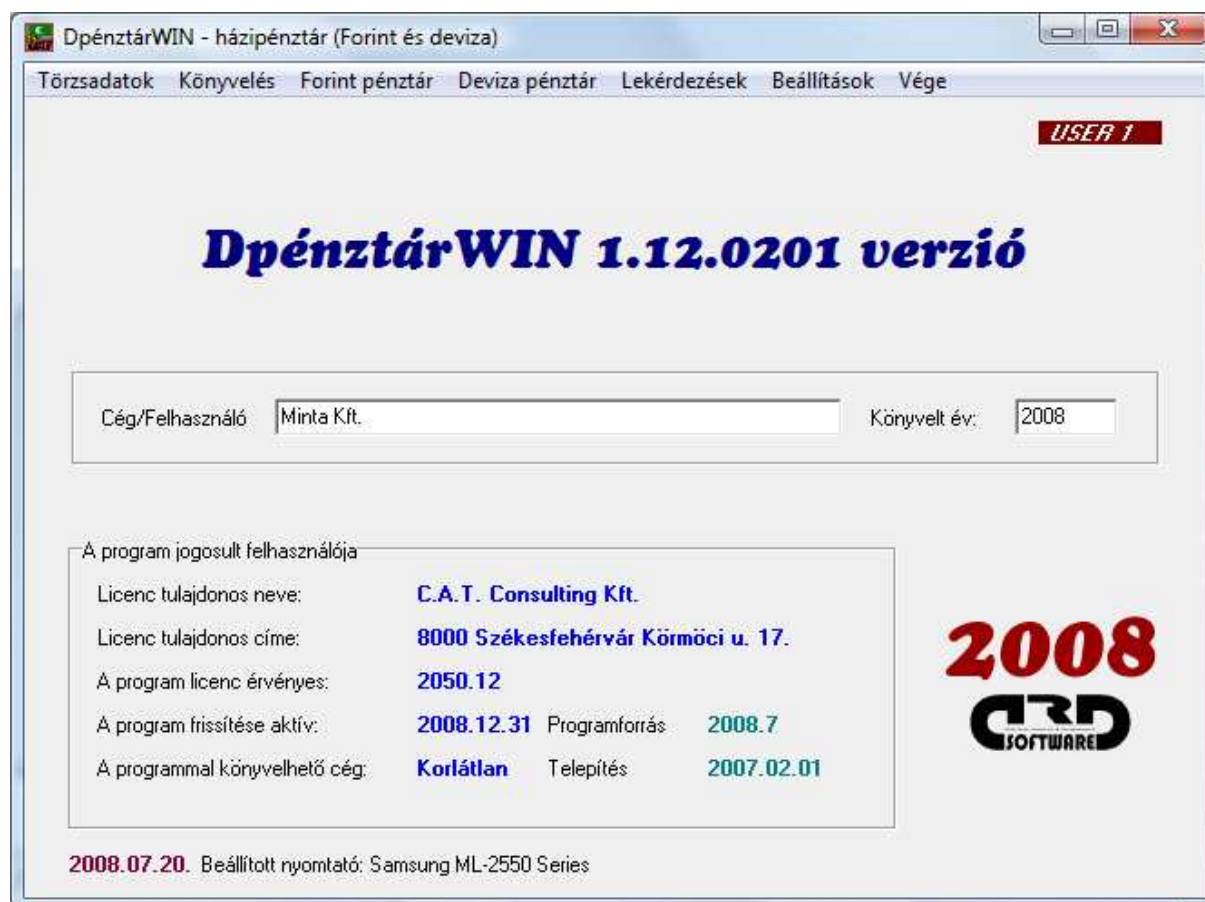 DpénztárWIN - házipénztár (Forint és deviza)
Törzsadatok Könyvelés Forint pénztár Deviza pénztár Lekérdezések Beállítások Vége
USER 1
DpénztárWIN 1.12.0201 verzió
Cég/Felhasználó Minta Kft. Könyvelt év: 2008
A program jogosult felhasználója
Licenc tulajdonos neve: C.A.T. Consulting Kft.
Licenc tulajdonos címe: 8000 Székesfehérvár Körmöci u. 17.
A program licenc érvényes: 2050.12
A program frissítése aktív: 2008.12.31 Programforrás 2008.7
A programmal könyvelhető cég: Korlátlan Telepítés 2007.02.01
2008
DRD
SOFTWARE
2008.07.20. Beállított nyomtató: Samsung ML-2550 Series